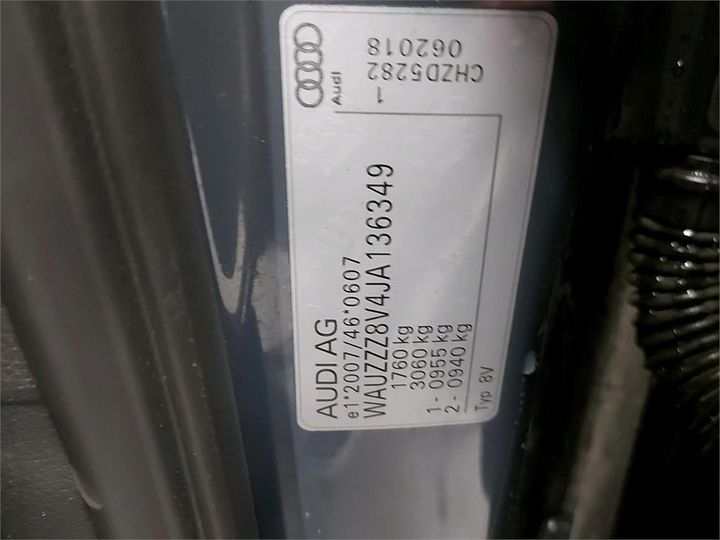 AUDI AG
e1*2007/46*0607
WAUZZZ8V4JA136349
1760 kg
3060 kg
1- 0955 kg
2- 0940 kg
Typ 8V
Audi
1
CHZD5282
062018